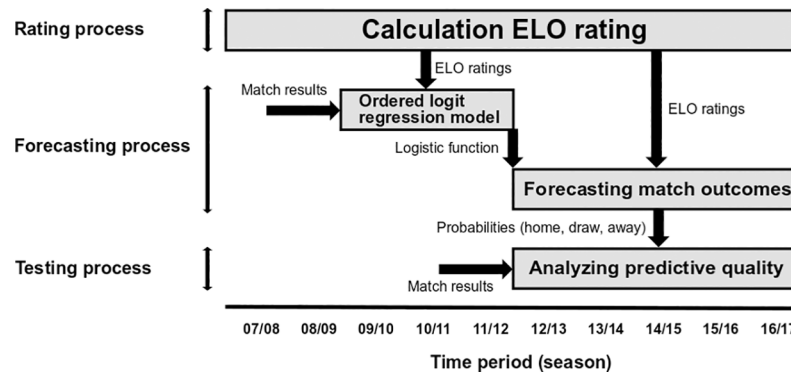 Rating process
Calculation ELO rating
ELO ratings
Match results
Ordered logit
regression model
ELO ratings
Forecasting process
Logistic function
Forecasting match outcomes
Probabilities (home, draw, away)
Testing process
Analyzing predictive quality
Match results
07/08 08/09 09/10 10/11 11/12 12/13 13/14 14/15 15/16 16/17
Time period (season)